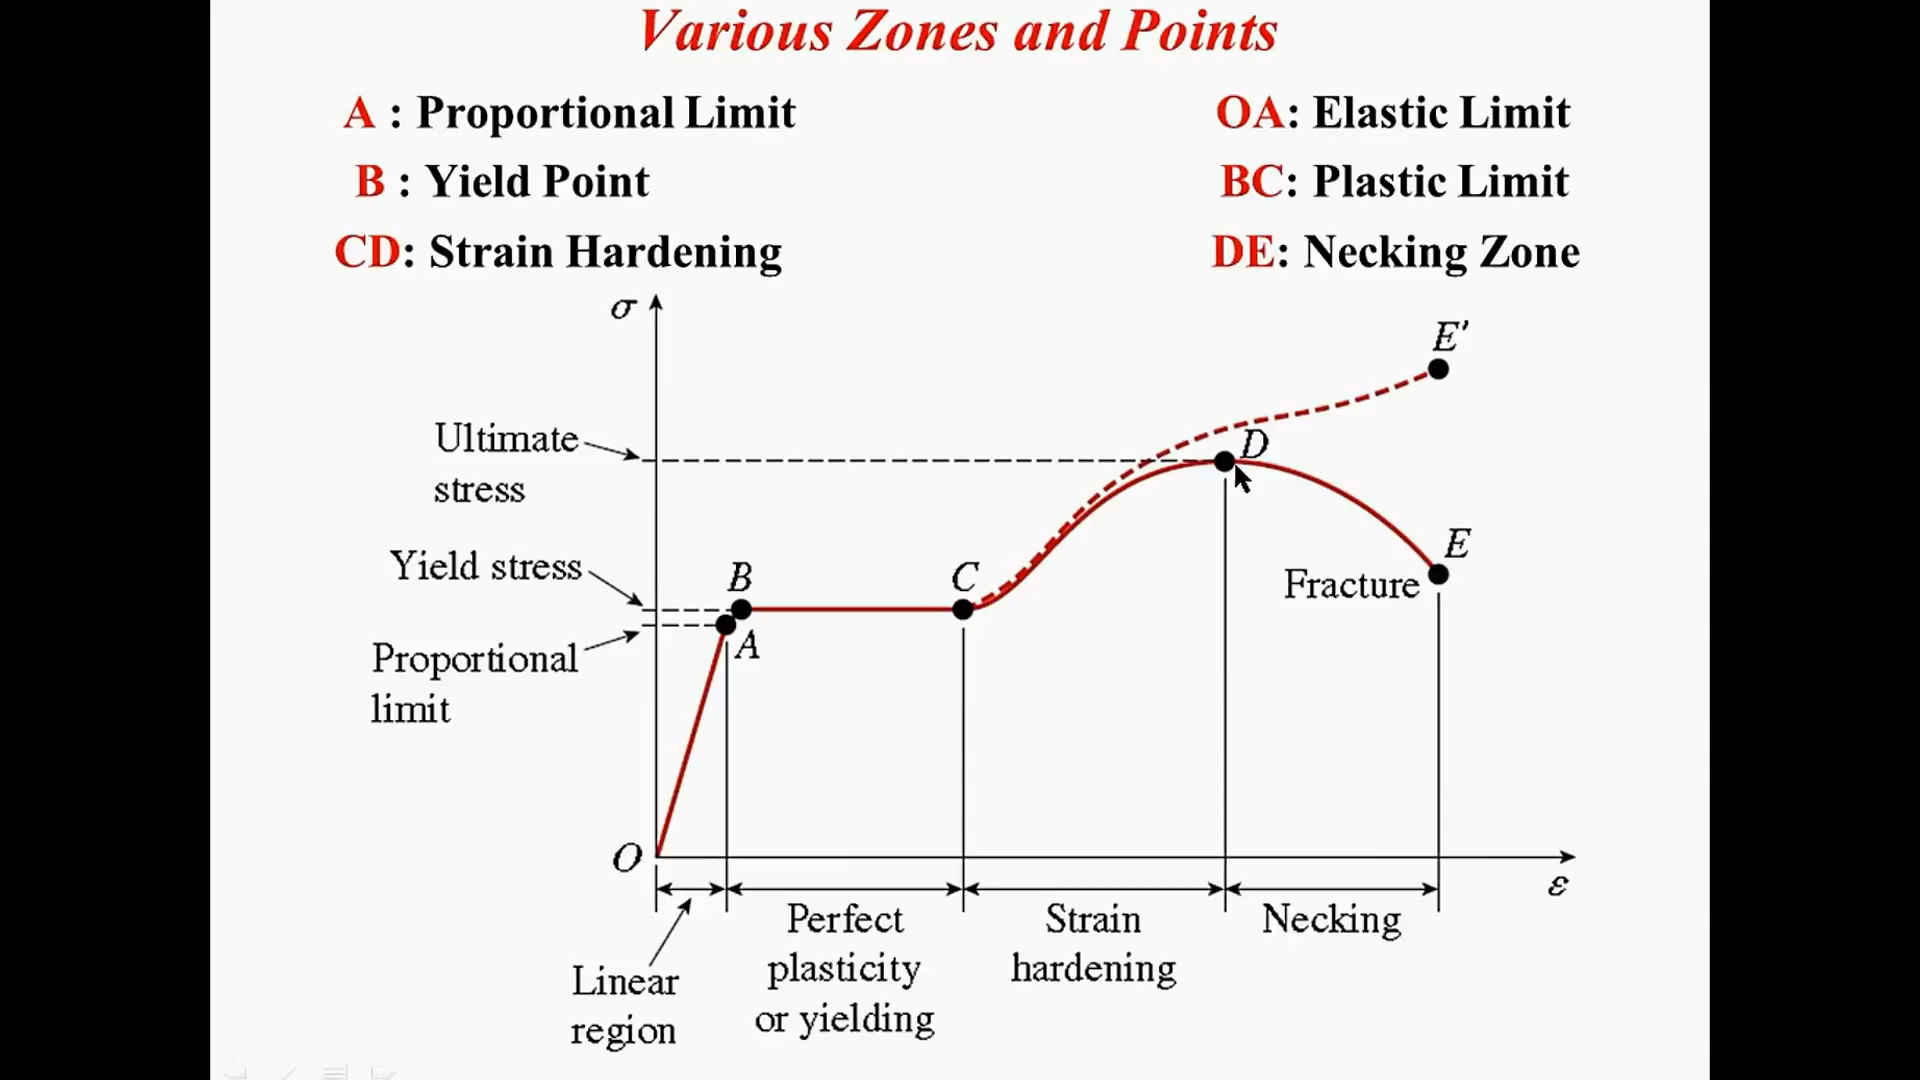 Various Zones and Points
A : Proportional Limit
OA: Elastic Limit
B : Yield Point
BC: Plastic Limit
CD: Strain Hardening
DE: Necking Zone
σ
E'
Ultimate
stress
D
Yield stress
B
C
E
Fracture
A
Proportional
limit
O
ε
Perfect
plasticity
or yielding
Strain
hardening
Necking
Linear
region